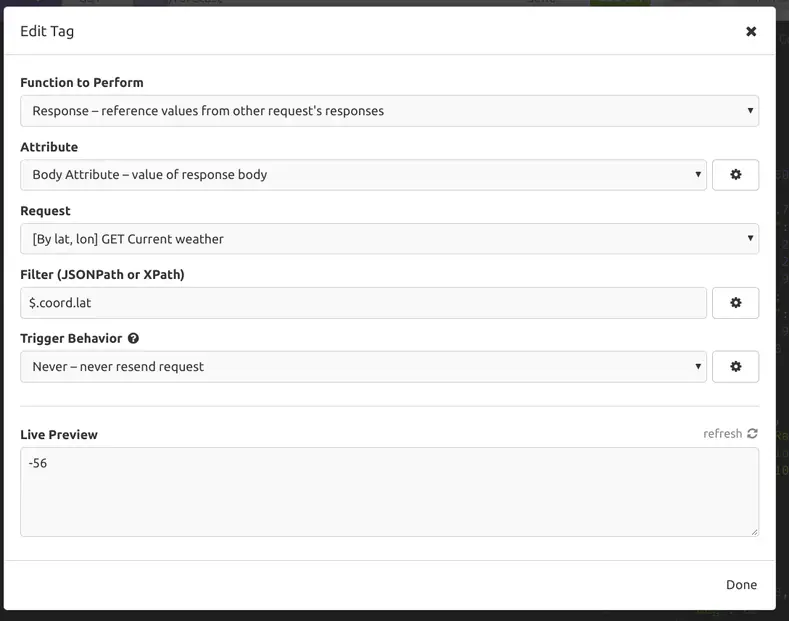 Edit Tag
Function to Perform
Response – reference values from other request's responses
Attribute
Body Attribute – value of response body
Request
[By lat, lon] GET Current weather
Filter (JSONPath or XPath)
$.coord.lat
Trigger Behavior
Never – never resend request
Live Preview
refresh
-56
Done